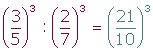 (3/5)³ : (2/7)³ = (21/10)³